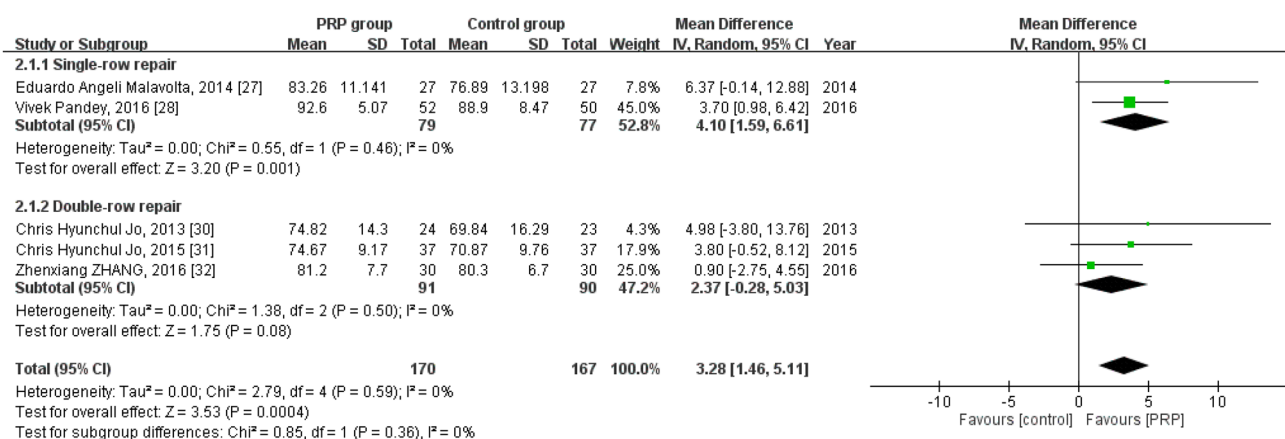 PRP group Control group Mean Difference Mean Difference
Study or Subgroup Mean SD Total Mean SD Total Weight IV, Random, 95% CI Year IV, Random, 95% CI
2.1.1 Single-row repair
Eduardo Angeli Malavolta, 2014 [27] 83.26 11.141 27 76.89 13.198 27 7.8% 6.37 [-0.14, 12.88] 2014
Vivek Pandey, 2016 [28] 92.6 5.07 52 88.9 8.47 50 45.0% 3.70 [0.98, 6.42] 2016
Subtotal (95% CI) 79 77 52.8% 4.10 [1.59, 6.61]
Heterogeneity: Tau² = 0.00; Chi² = 0.55, df = 1 (P = 0.46); I² = 0%
Test for overall effect: Z = 3.20 (P = 0.001)
2.1.2 Double-row repair
Chris Hyunchul Jo, 2013 [30] 74.82 14.3 24 69.84 16.29 23 4.3% 4.98 [-3.80, 13.76] 2013
Chris Hyunchul Jo, 2015 [31] 74.67 9.17 37 70.87 9.76 37 17.9% 3.80 [-0.52, 8.12] 2015
Zhenxiang ZHANG, 2016 [32] 81.2 7.7 30 80.3 6.7 30 25.0% 0.90 [-2.75, 4.55] 2016
Subtotal (95% CI) 91 90 47.2% 2.37 [-0.28, 5.03]
Heterogeneity: Tau² = 0.00; Chi² = 1.38, df = 2 (P = 0.50); I² = 0%
Test for overall effect: Z = 1.75 (P = 0.08)
Total (95% CI) 170 167 100.0% 3.28 [1.46, 5.11]
Heterogeneity: Tau² = 0.00; Chi² = 2.79, df = 4 (P = 0.59); I² = 0%
Test for overall effect: Z = 3.53 (P = 0.0004)
Test for subgroup differences: Chi² = 0.85, df = 1 (P = 0.36), I² = 0%
-10 -5 0 5 10
Favours [control] Favours [PRP]